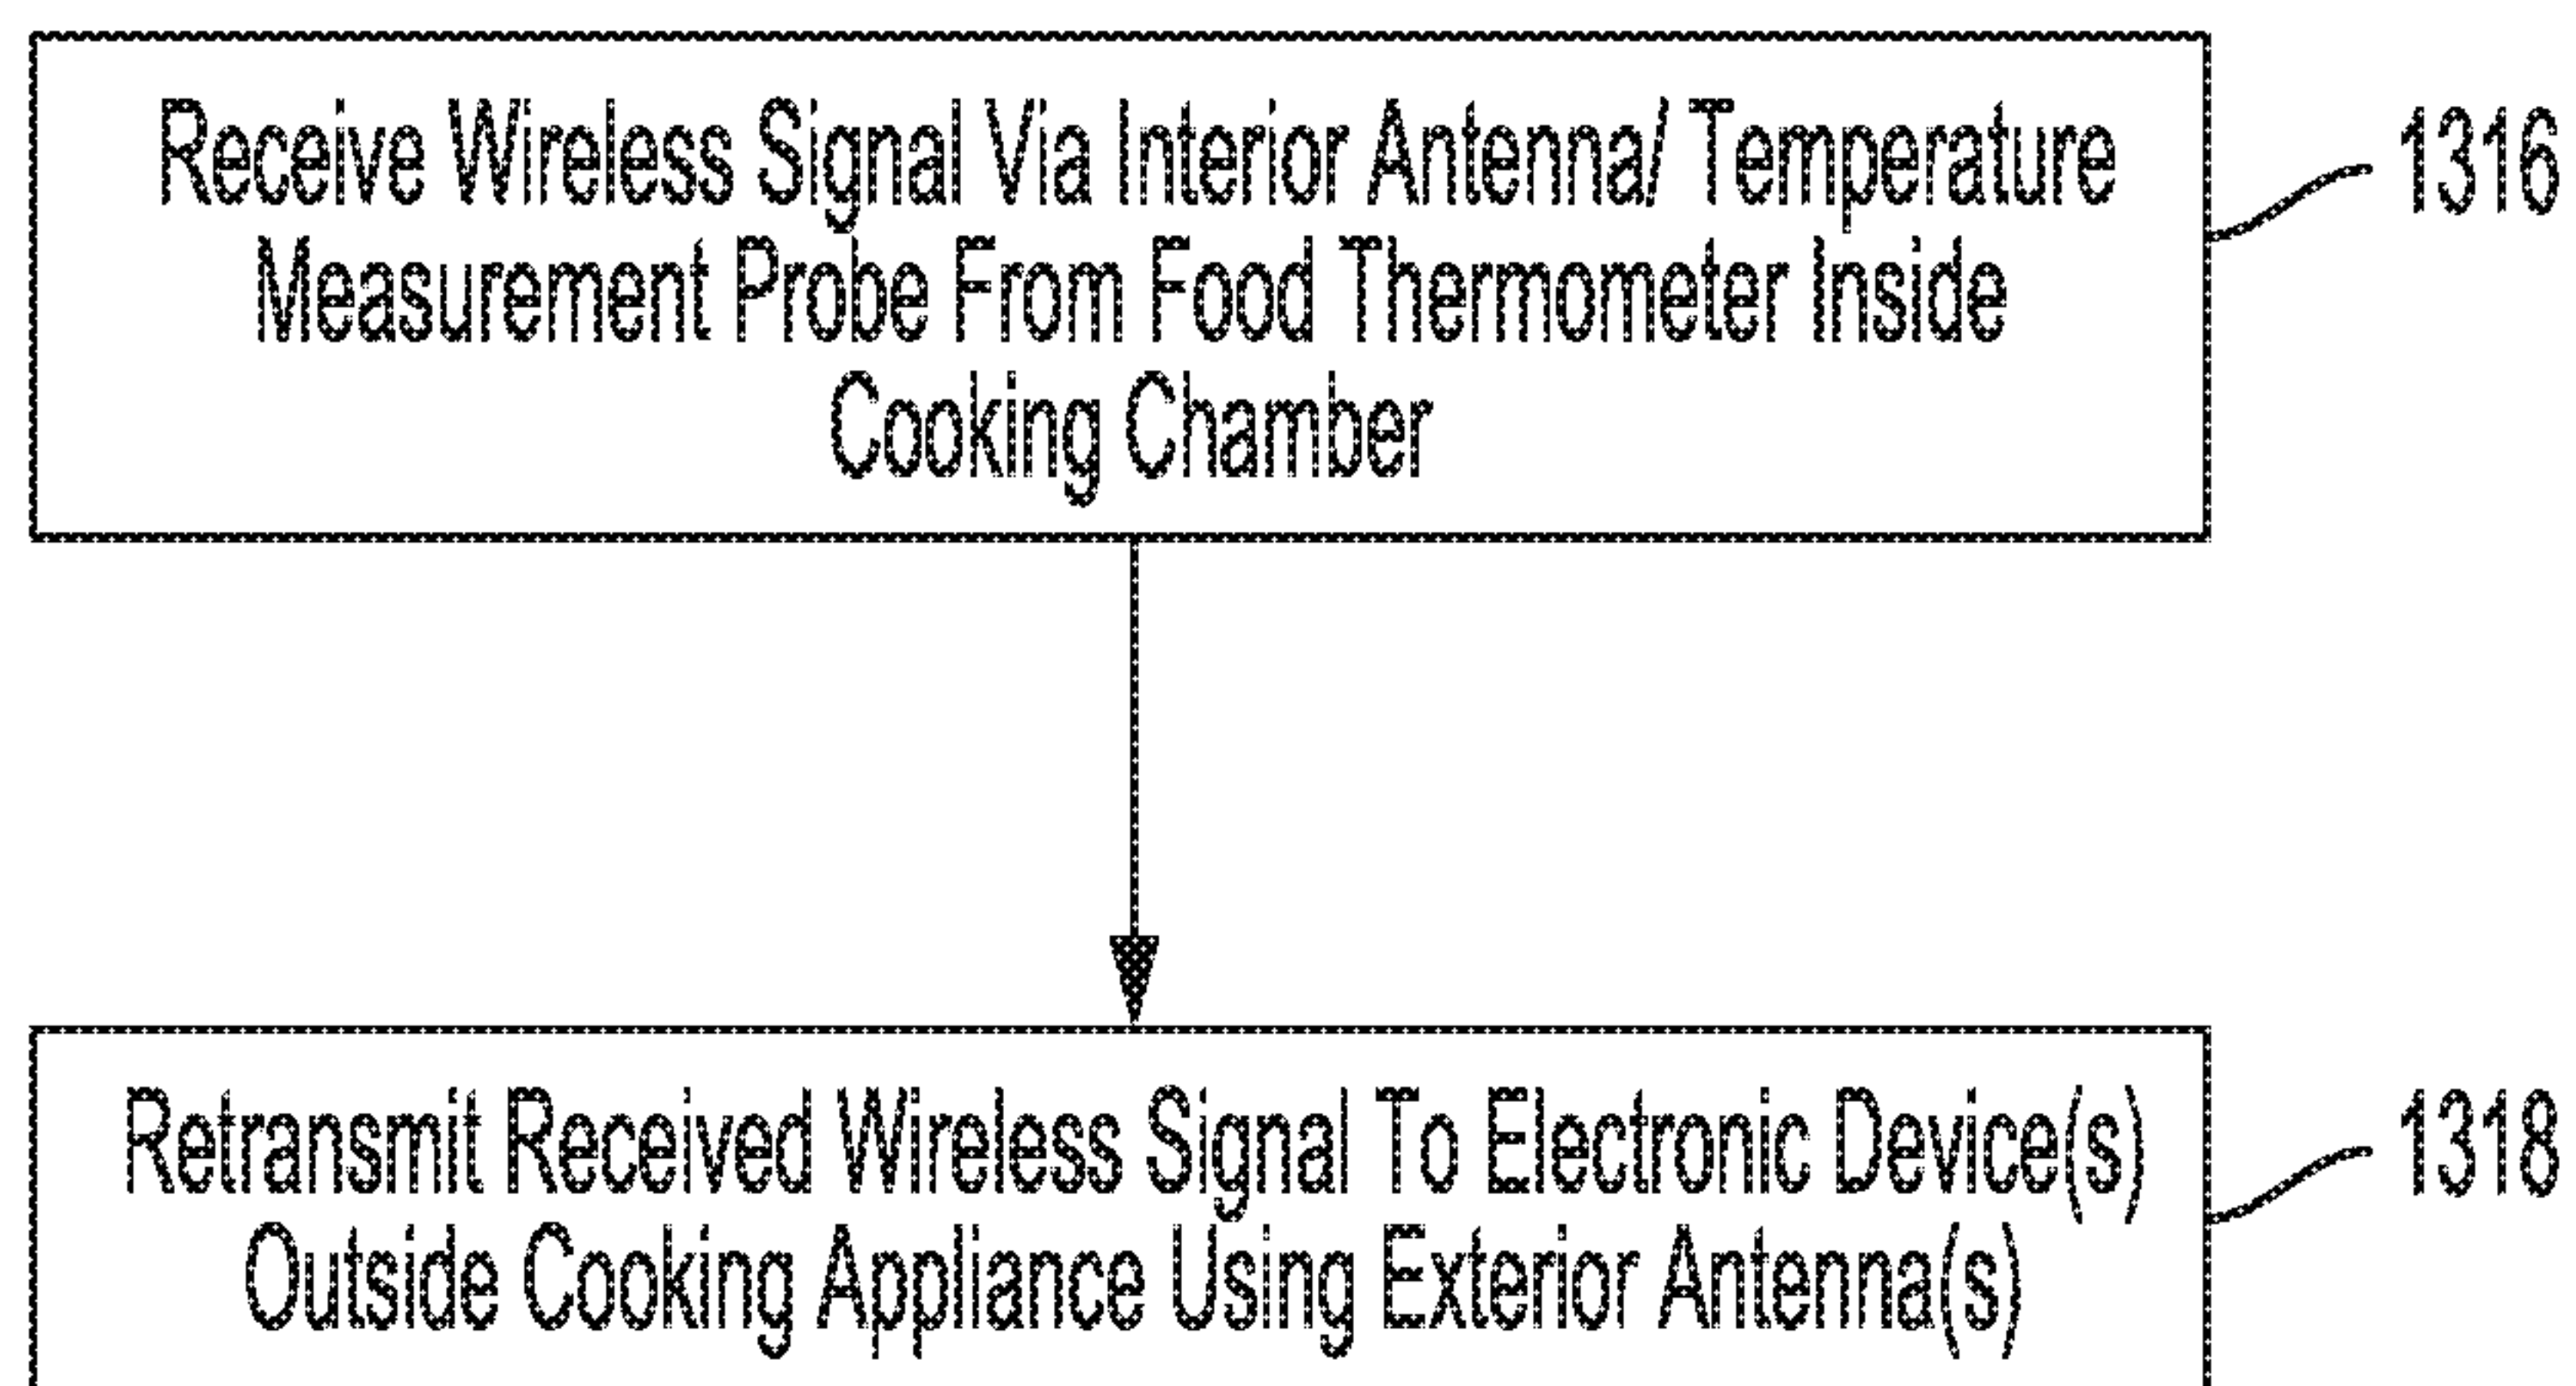 Receive Wireless Signal Via Interior Antenna/ Temperature
Measurement Probe From Food Thermometer Inside
Cooking Chamber
1316
Retransmit Received Wireless Signal To Electronic Device(s)
Outside Cooking Appliance Using Exterior Antenna(s)
1318